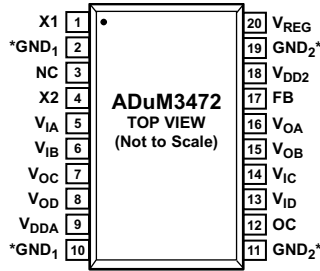 X1 1
*GND1 2
NC 3
X2 4
VIA 5
VIB 6
VOC 7
VOD 8
VDDA 9
*GND1 10
ADuM3472
TOP VIEW
(Not to Scale)
20 VREG
19 GND2*
18 VDD2
17 FB
16 VOA
15 VOB
14 VIC
13 VID
12 OC
11 GND2*